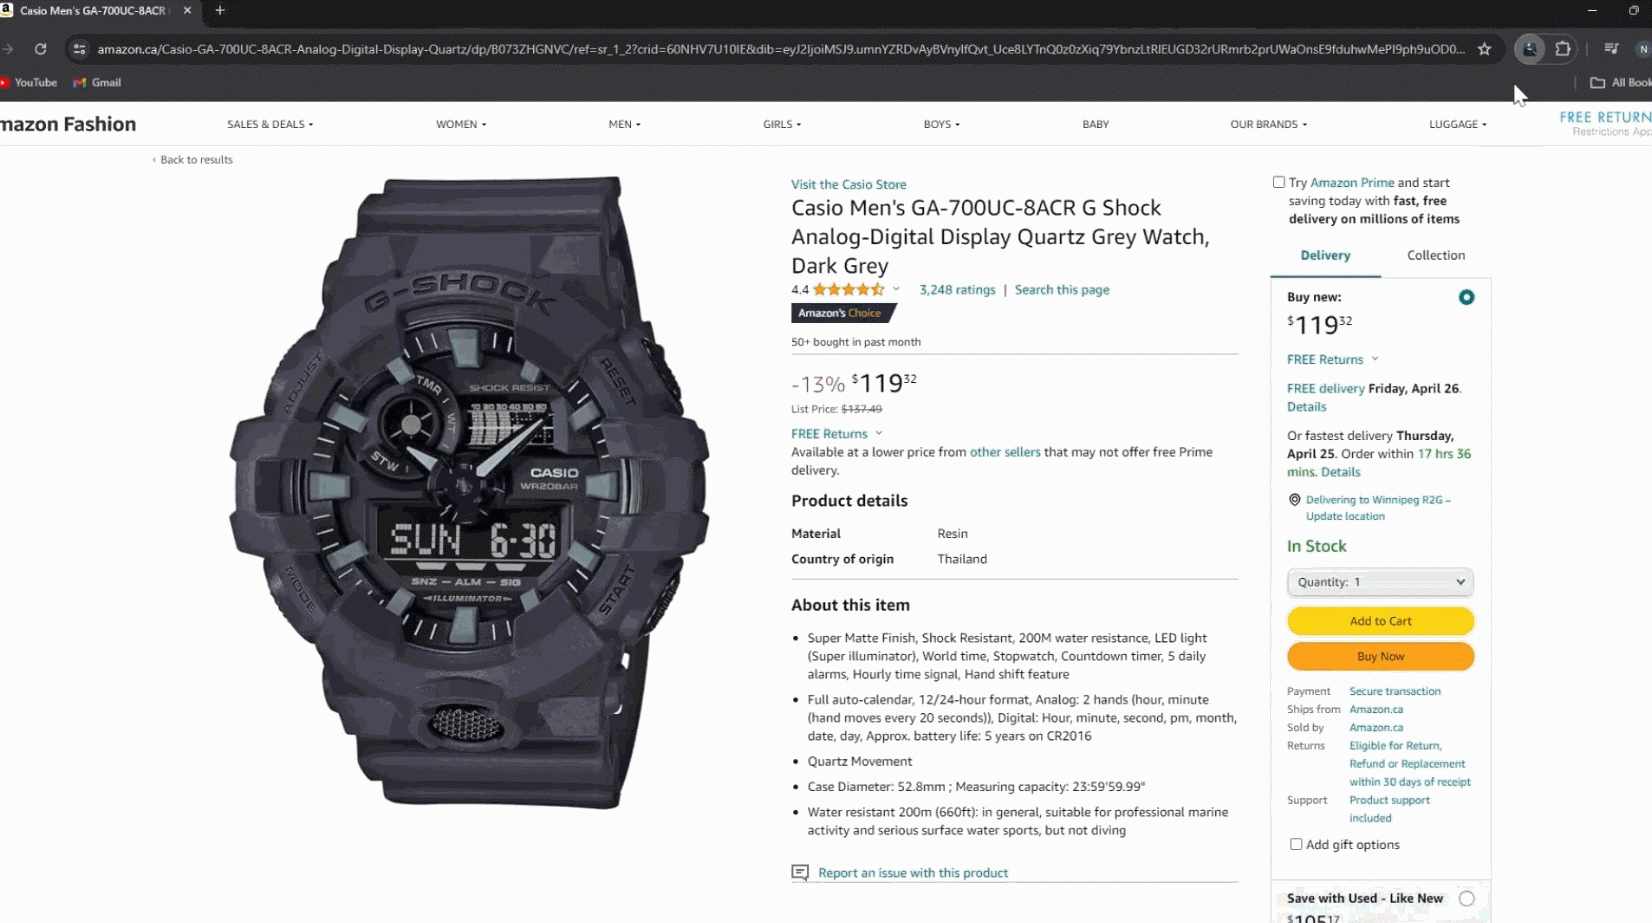 Casio Men's GA-700UC-8ACR
amazon.ca/Casio-GA-700UC-8ACR-Analog-Digital-Display-Quartz/dp/B073ZHGNVC/ref=sr_1_2?crid=60NHV7U10IE&dib=eyJ2IjoiMSJ9.umnYZRDvAyBVnyIfQvt_Uce8LYTnQ0z0zXiq79YbnzLtRlEUGD32rURmrb2prUWaOnsE9fduhwMePI9ph9uOD0...
N
YouTube
Gmail
All Book
mazon Fashion
SALES & DEALS
WOMEN
MEN
GIRLS
BOYS
BABY
OUR BRANDS
LUGGAGE
FREE RETURN
Restrictions App
‹ Back to results
G-SHOCK
ADJUST
RESET
MODE
START
SHOCK RESIST
TMR
WT
STW
10 30 40 50 60
CASIO
WR20BAR
SUN 6-30
SNZ – ALM – SIG
ILLUMINATOR
Visit the Casio Store
Casio Men's GA-700UC-8ACR G Shock
Analog-Digital Display Quartz Grey Watch,
Dark Grey
4.4
3,248 ratings | Search this page
Amazon's Choice
50+ bought in past month
-13% $119 32
List Price: $137.49
FREE Returns
Available at a lower price from other sellers that may not offer free Prime
delivery.
Product details
Material Resin
Country of origin Thailand
About this item
• Super Matte Finish, Shock Resistant, 200M water resistance, LED light
(Super illuminator), World time, Stopwatch, Countdown timer, 5 daily
alarms, Hourly time signal, Hand shift feature
• Full auto-calendar, 12/24-hour format, Analog: 2 hands (hour, minute
(hand moves every 20 seconds)), Digital: Hour, minute, second, pm, month,
date, day, Approx. battery life: 5 years on CR2016
• Quartz Movement
• Case Diameter: 52.8mm ; Measuring capacity: 23:59'59.99"
• Water resistant 200m (660ft): in general, suitable for professional marine
activity and serious surface water sports, but not diving
Report an issue with this product
Try Amazon Prime and start
saving today with fast, free
delivery on millions of items
Delivery
Collection
Buy new:
$119 32
FREE Returns
FREE delivery Friday, April 26.
Details
Or fastest delivery Thursday,
April 25. Order within 17 hrs 36
mins. Details
Delivering to Winnipeg R2G –
Update location
In Stock
Quantity: 1
Add to Cart
Buy Now
Payment Secure transaction
Ships from Amazon.ca
Sold by Amazon.ca
Returns Eligible for Return,
Refund or Replacement
within 30 days of receipt
Support Product support
included
Add gift options
Save with Used - Like New
$105 17